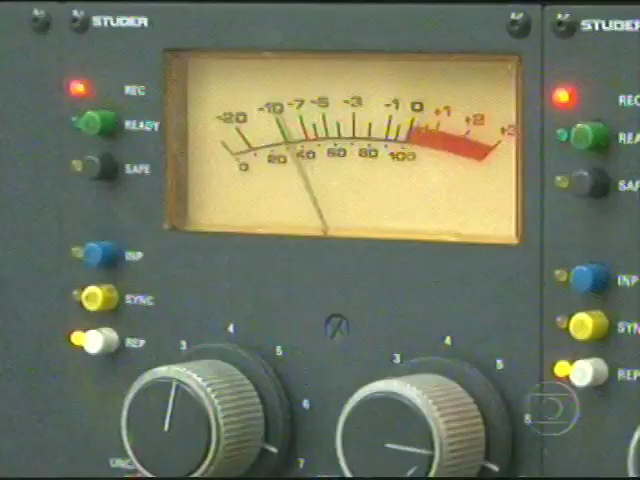 STUDER
STUDER
REC
READY
SAFE
INP
SYNC
REP
-20 -10 -7 -5 -3 -1 0 +1 +2 +3
0 20 40 60 80 100
3 4 5 6 7
3 4 5
UNC
REC
REA
SAF
INP
SYN
REP